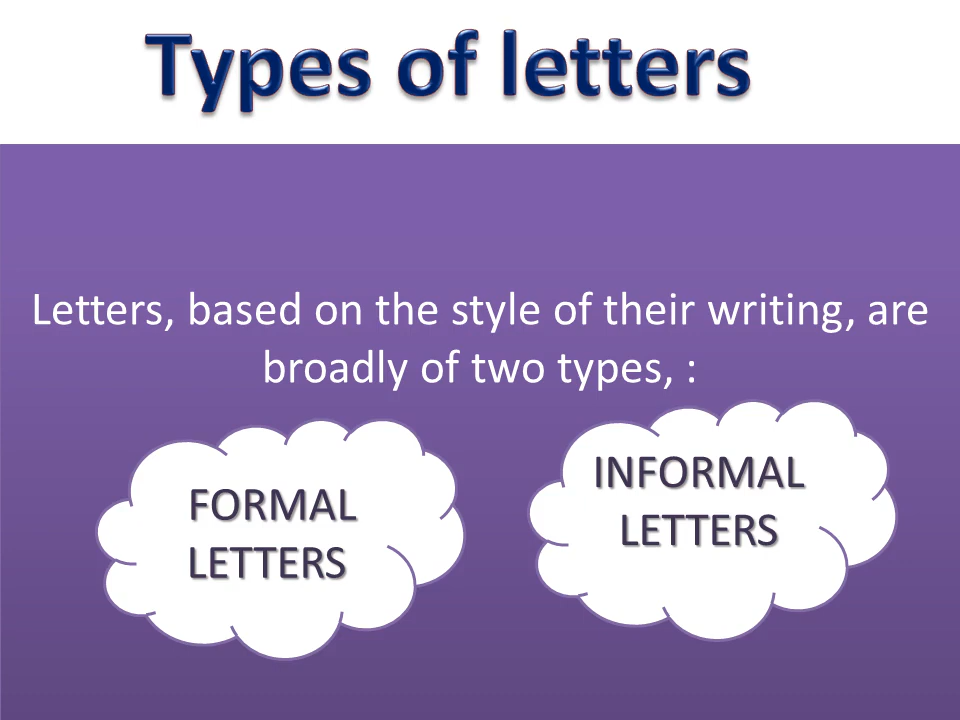 Types of letters
Letters, based on the style of their writing, are
broadly of two types, :
FORMAL
LETTERS
INFORMAL
LETTERS